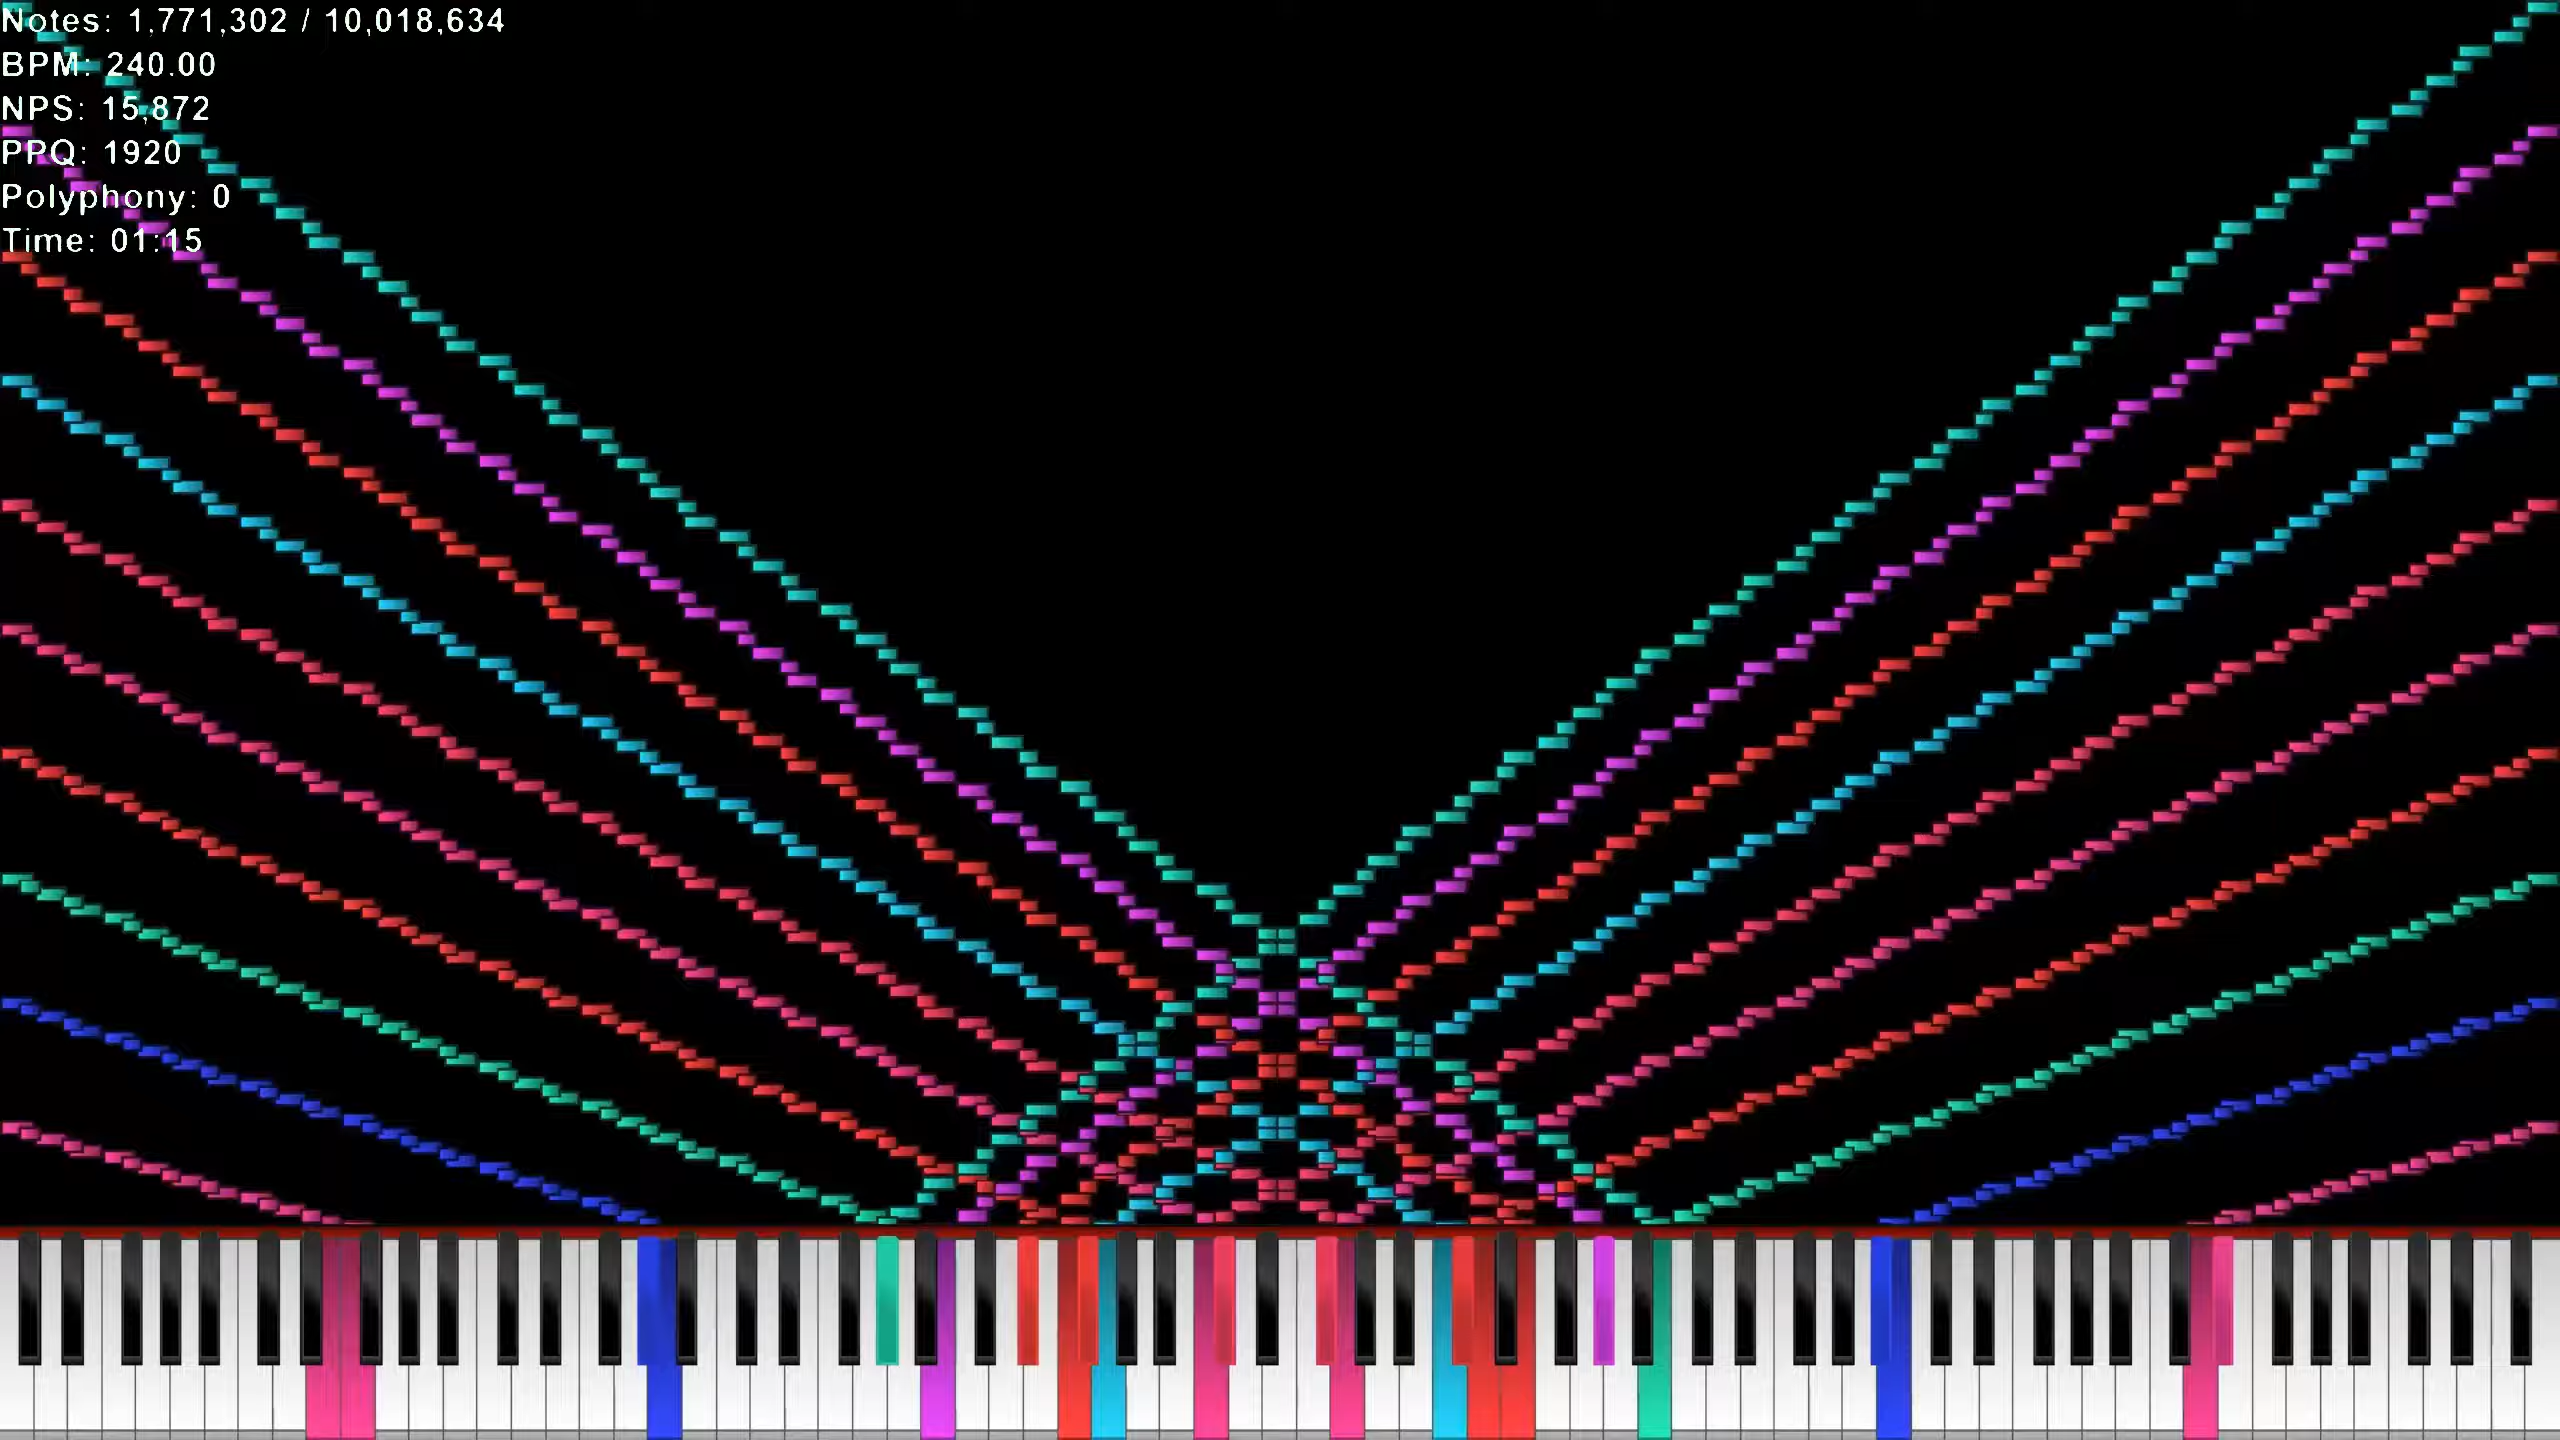 Notes: 1,771,302 / 10,018,634
BPM: 240.00
NPS: 15,872
PPQ: 1920
Polyphony: 0
Time: 01:15